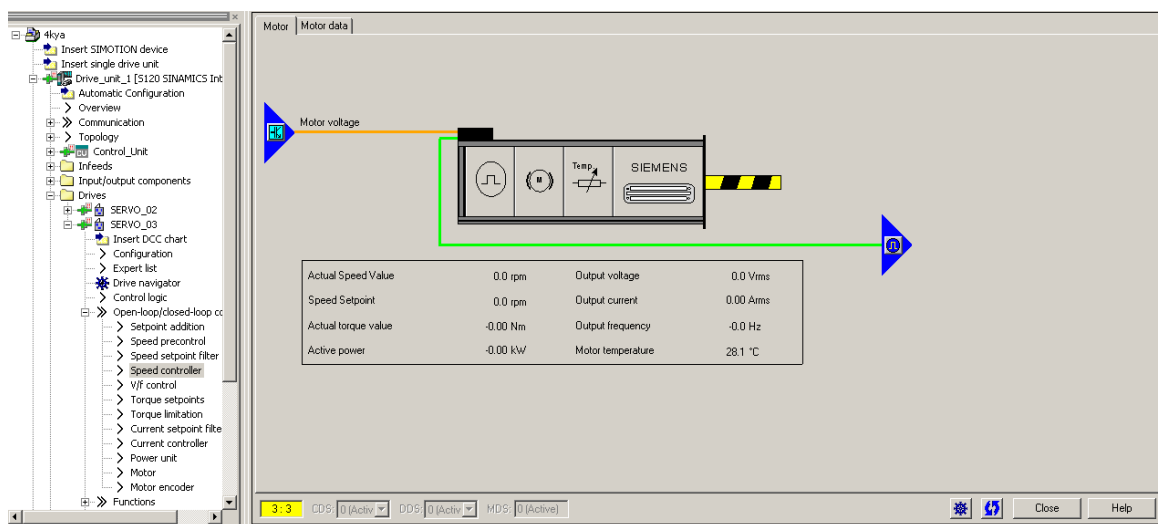 4kya
Insert SIMOTION device
Insert single drive unit
Drive_unit_1 [S120 SINAMICS Int
Automatic Configuration
Overview
Communication
Topology
Control_Unit
Infeeds
Input/output components
Drives
SERVO_02
SERVO_03
Insert DCC chart
Configuration
Expert list
Drive navigator
Control logic
Open-loop/closed-loop co
Setpoint addition
Speed precontrol
Speed setpoint filter
Speed controller
V/f control
Torque setpoints
Torque limitation
Current setpoint filte
Current controller
Power unit
Motor
Motor encoder
Functions
Motor Motor data
Motor voltage
M
Temp
SIEMENS
Actual Speed Value 0.0 rpm Output voltage 0.0 Vrms
Speed Setpoint 0.0 rpm Output current 0.00 Arms
Actual torque value -0.00 Nm Output frequency -0.0 Hz
Active power -0.00 kW Motor temperature 28.1 °C
3:3 CDS: 0 (Activ DDS: 0 (Activ MDS: 0 (Active) Close Help